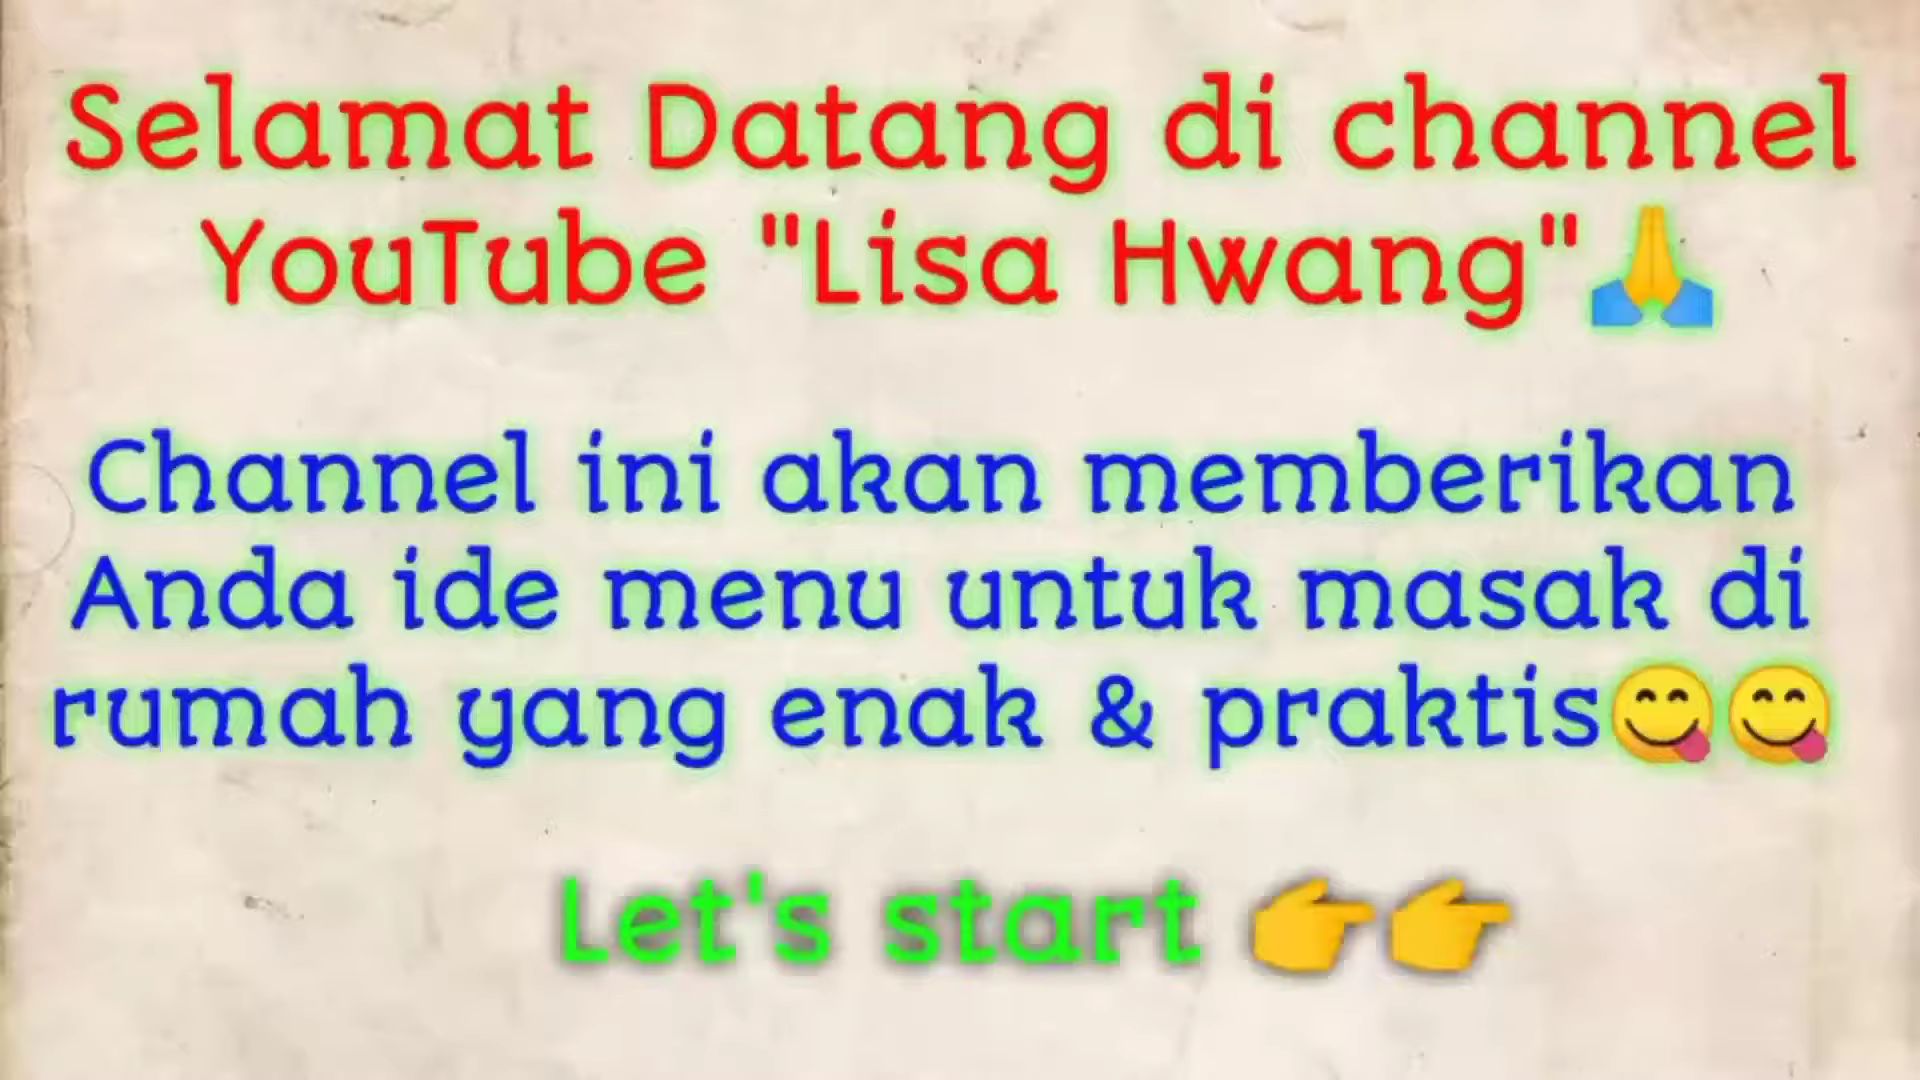 Selamat Datang di channel
YouTube "Lisa Hwang"🙏
Channel ini akan memberikan
Anda ide menu untuk masak di
rumah yang enak & praktis😋😋
Let's start 👉👉